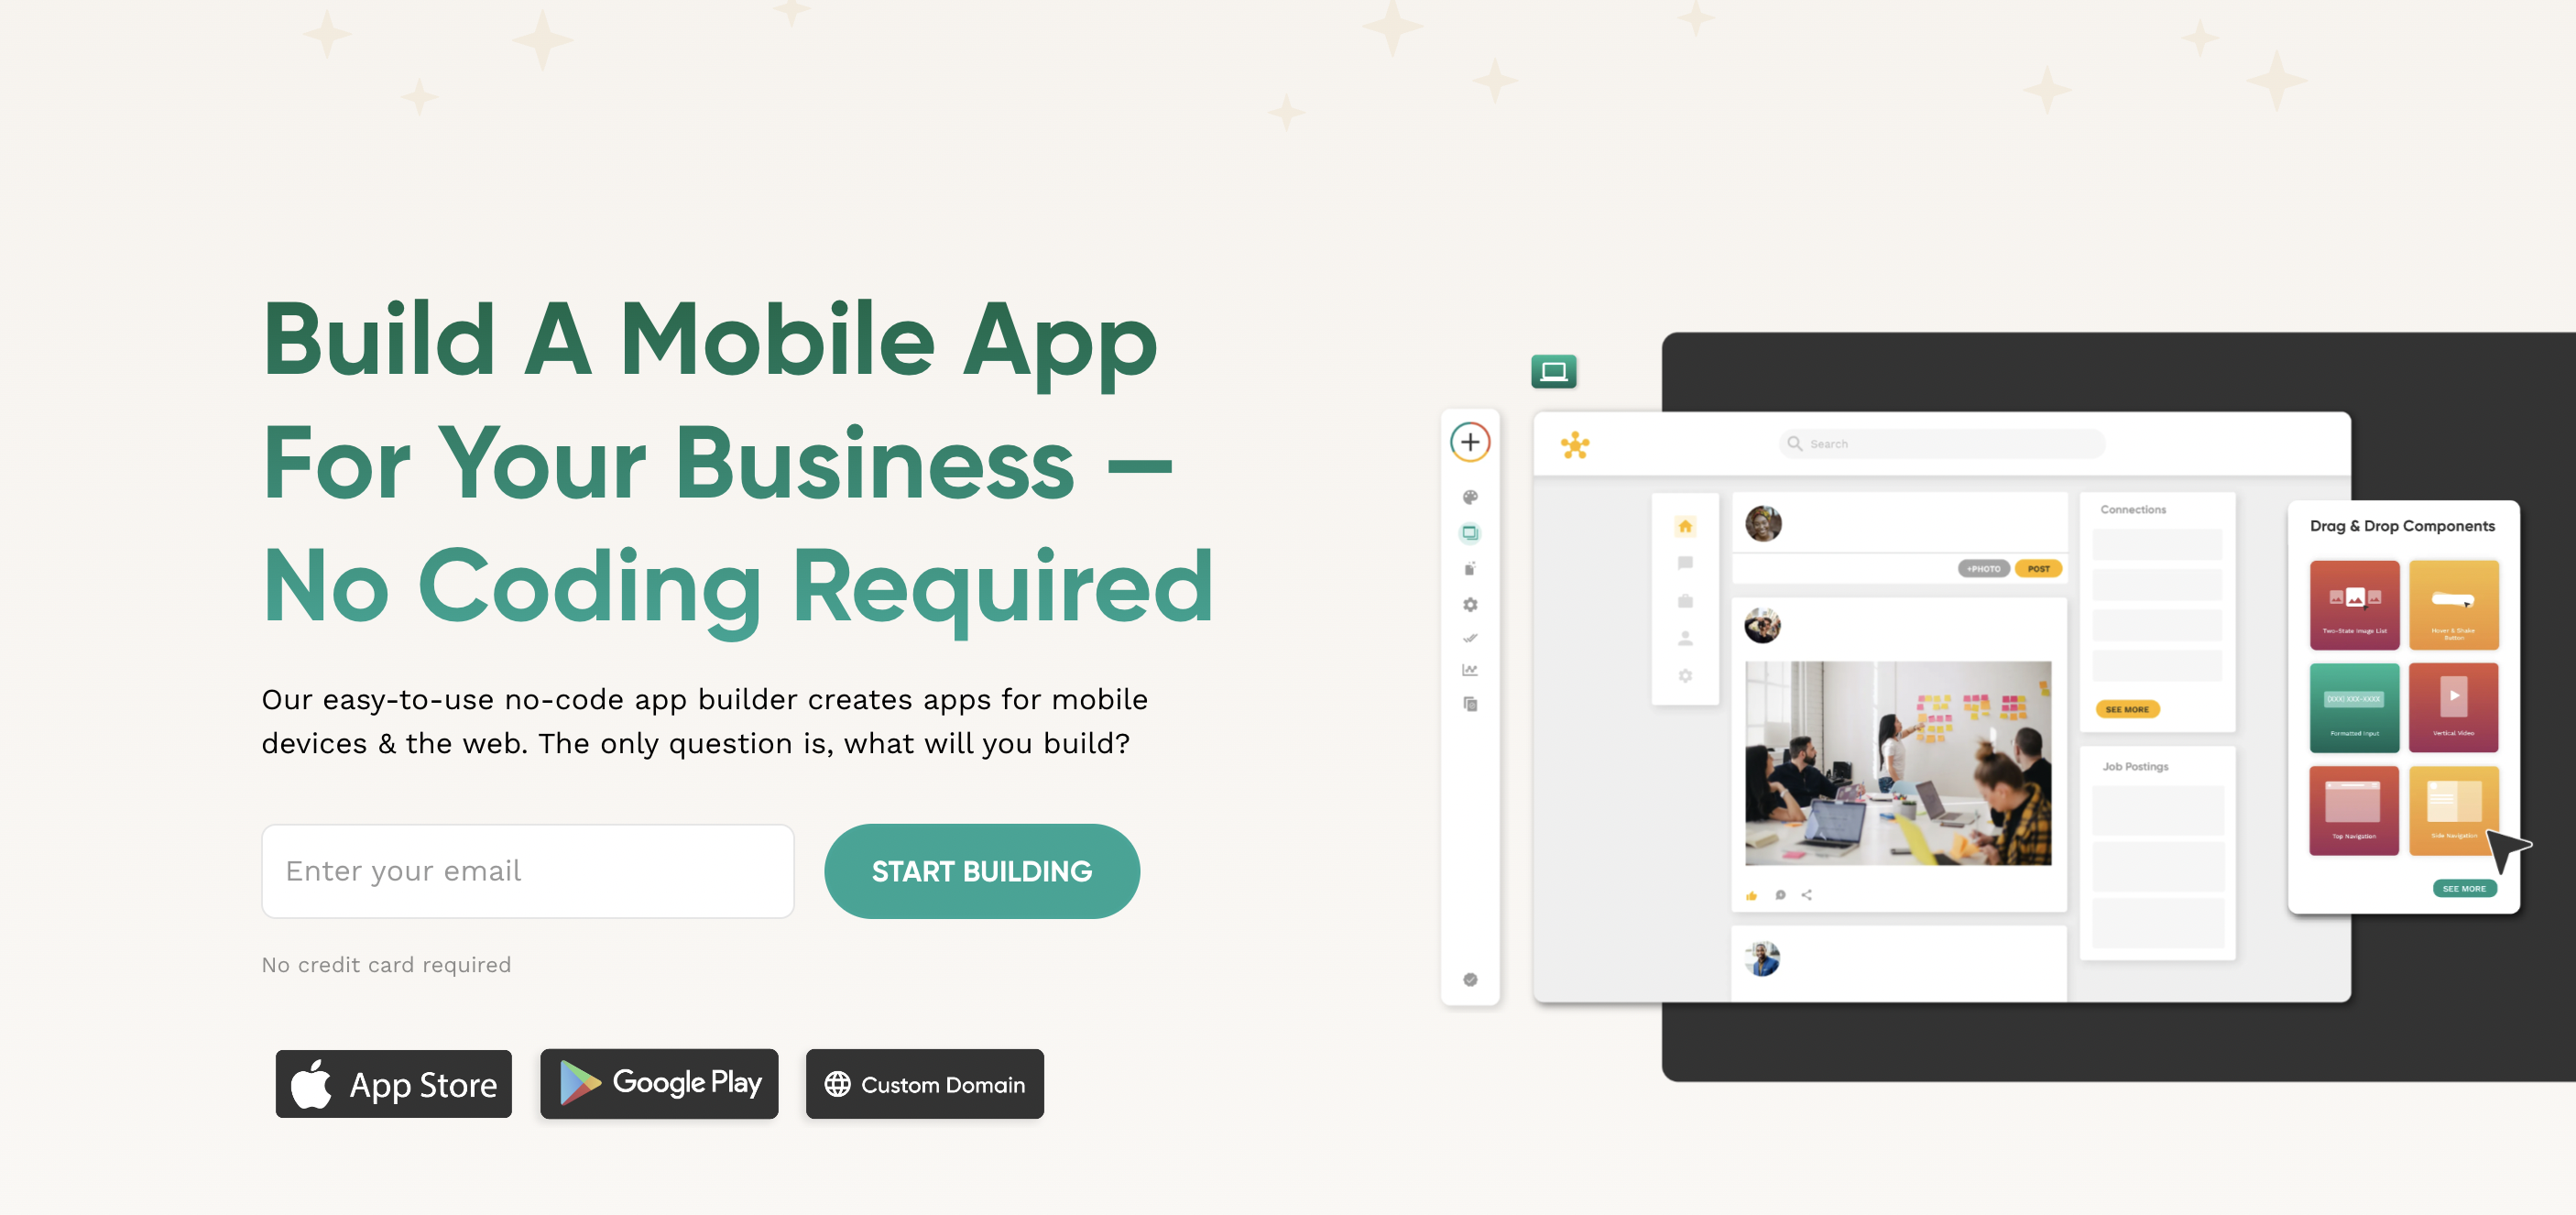 Build A Mobile App
For Your Business —
No Coding Required
Our easy-to-use no-code app builder creates apps for mobile
devices & the web. The only question is, what will you build?
Enter your email
START BUILDING
No credit card required
App Store
Google Play
Custom Domain
Search
+PHOTO
POST
Connections
SEE MORE
Job Postings
Drag & Drop Components
Two-State Image List
Hover & Shake
Button
(XXX) XXX-XXXX
Formatted Input
Vertical Video
Top Navigation
Side Navigation
SEE MORE